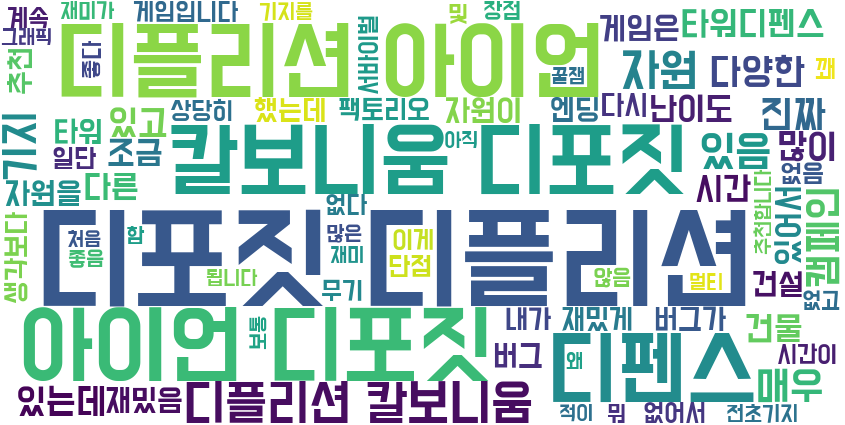 계속 재미가 게임입니다 기지를 및 장점
그래픽 좋다 디플리션 아이언 서바이벌 꿀잼 게임은 타워디펜스
추천 자원 다양한 꽤
기지 타워 있고 상당히 했는데 팩토리오 자원이 엔딩 다시 난이도 진짜
일단 조금 칼보니움 디포짓 아직 있음 많이
자원을 다른 시간 없음
생각보다 처음 함 없다 많은 이게 추천합니다 있어서 캠페인
좋음 디포짓 디플리션 재미 단점
됩니다 무기 않음 멀티 건설 없고
아이언 디포짓 보통 내가 재밌게 버그가 건물
버그 왜 디펜스 시간이
매우
있는데 재밌음 디플리션 칼보니움 적이 뭐 없어서 전초기지